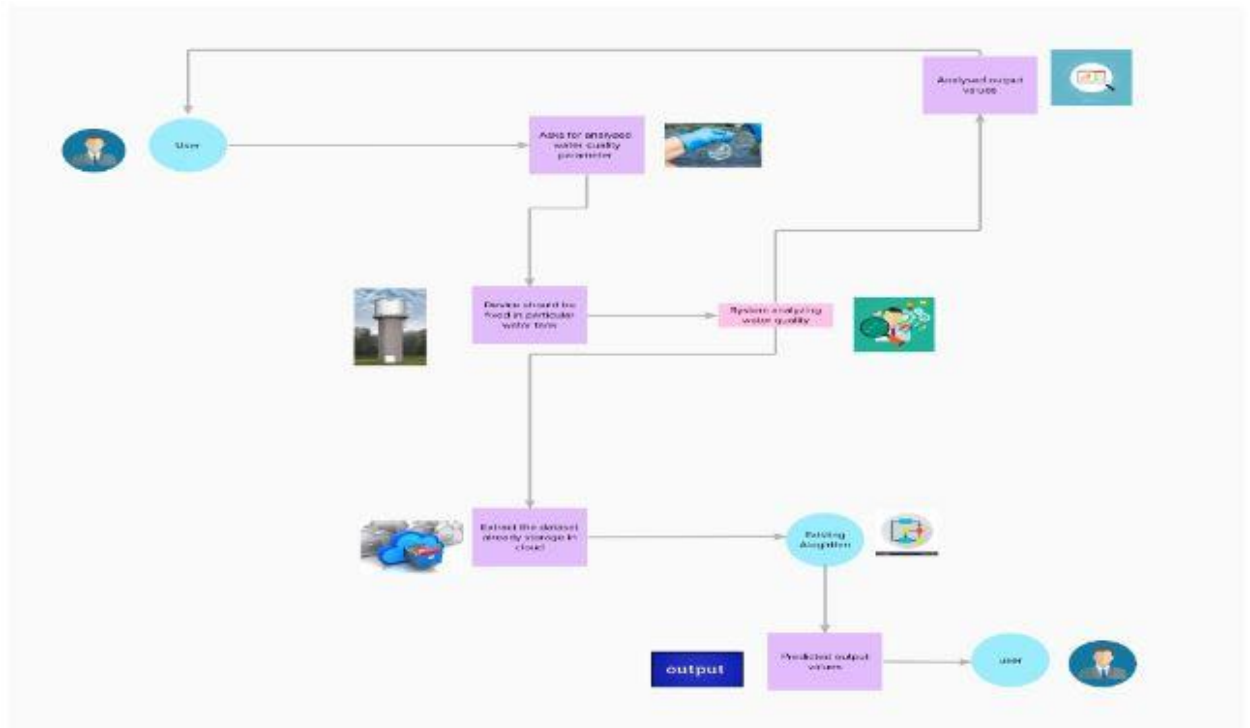 Analysed output
values
User
Asks for analysed
water quality
parameter
Device should be
fixed in particular
water tank
System analyzing
water quality
Extract the dataset
already storage in
cloud
Existing
output
Predicted output
values
user